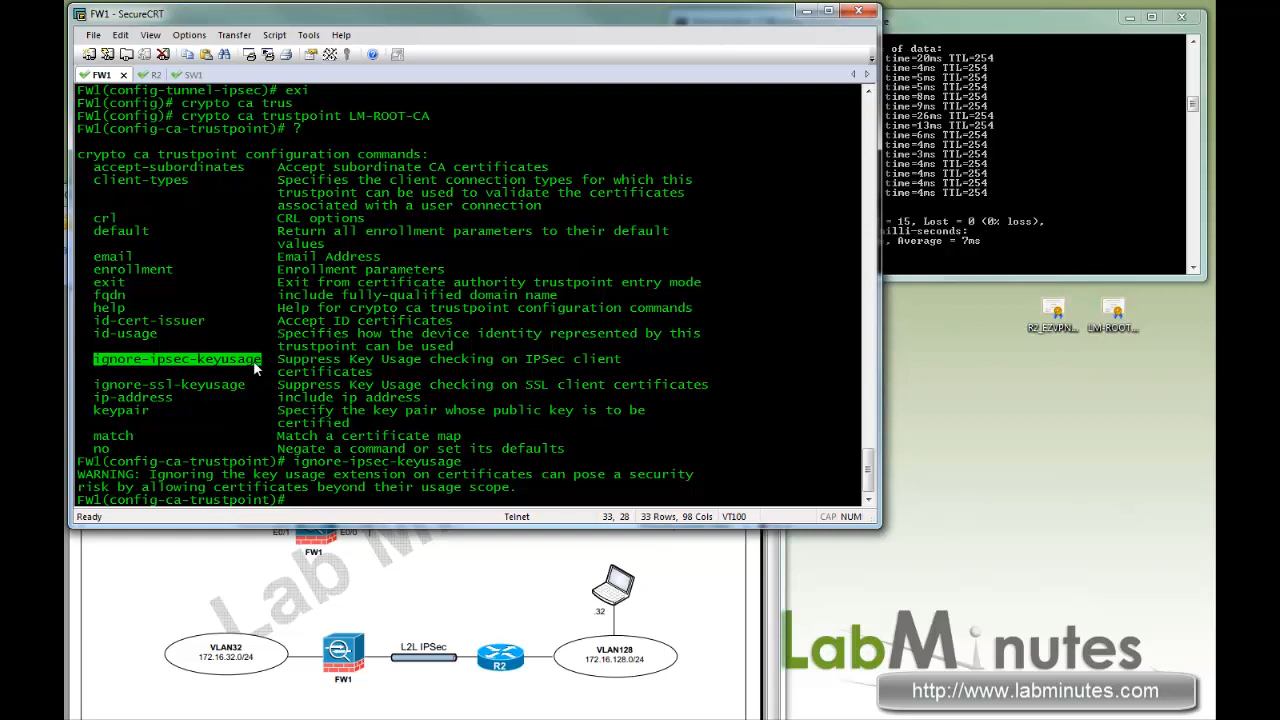 FW1 - SecureCRT
File Edit View Options Transfer Script Tools Help
FW1 R2 SW1
FW1(config-tunnel-ipsec)# exi
FW1(config)# crypto ca trus
FW1(config)# crypto ca trustpoint LM-ROOT-CA
FW1(config-ca-trustpoint)# ?
crypto ca trustpoint configuration commands:
accept-subordinates Accept subordinate CA certificates
client-types Specifies the client connection types for which this
trustpoint can be used to validate the certificates
associated with a user connection
crl CRL options
default Return all enrollment parameters to their default
values
email Email Address
enrollment Enrollment parameters
exit Exit from certificate authority trustpoint entry mode
fqdn include fully-qualified domain name
help Help for crypto ca trustpoint configuration commands
id-cert-issuer Accept ID certificates
id-usage Specifies how the device identity represented by this
trustpoint can be used
ignore-ipsec-keyusage Suppress Key Usage checking on IPSec client
certificates
ignore-ssl-keyusage Suppress Key Usage checking on SSL client certificates
ip-address include ip address
keypair Specify the key pair whose public key is to be
certified
match Match a certificate map
no Negate a command or set its defaults
FW1(config-ca-trustpoint)# ignore-ipsec-keyusage
WARNING: Ignoring the key usage extension on certificates can pose a security
risk by allowing certificates beyond their usage scope.
FW1(config-ca-trustpoint)#
Ready Telnet 33, 28 33 Rows, 98 Cols VT100 CAP NUM
of data:
time=20ms TTL=254
time=4ms TTL=254
time=5ms TTL=254
time=8ms TTL=254
time=9ms TTL=254
time=26ms TTL=254
time=13ms TTL=254
time=6ms TTL=254
time=4ms TTL=254
time=3ms TTL=254
time=4ms TTL=254
time=4ms TTL=254
time=4ms TTL=254
time=4ms TTL=254
= 15, Lost = 0 (0% loss),
illi-seconds:
, Average = 7ms
R2_EZVPN... LM-ROOT...
E0/1 E0/0
FW1
Lab M
.32
VLAN32
172.16.32.0/24
L2L IPSec
R2
VLAN128
172.16.128.0/24
FW1
LabMinutes
http://www.labminutes.com